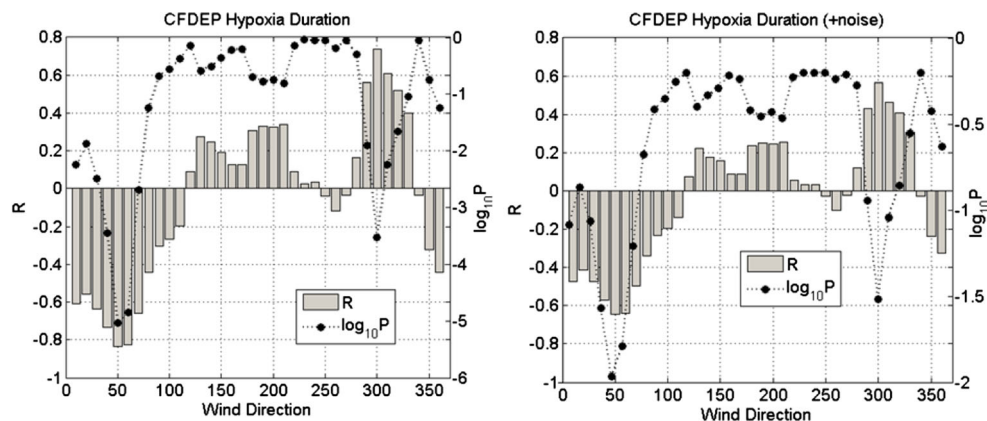 CFDEP Hypoxia Duration
0.8
0.6
0.4
0.2
0
-0.2
-0.4
-0.6
-0.8
-1
R
0
-1
-2
-3
-4
-5
-6
log10P
R
log10P
0 50 100 150 200 250 300 350
Wind Direction
CFDEP Hypoxia Duration (+noise)
0.8
0.6
0.4
0.2
0
-0.2
-0.4
-0.6
-0.8
-1
R
0
-0.5
-1
-1.5
-2
log10P
R
log10P
0 50 100 150 200 250 300 350
Wind Direction